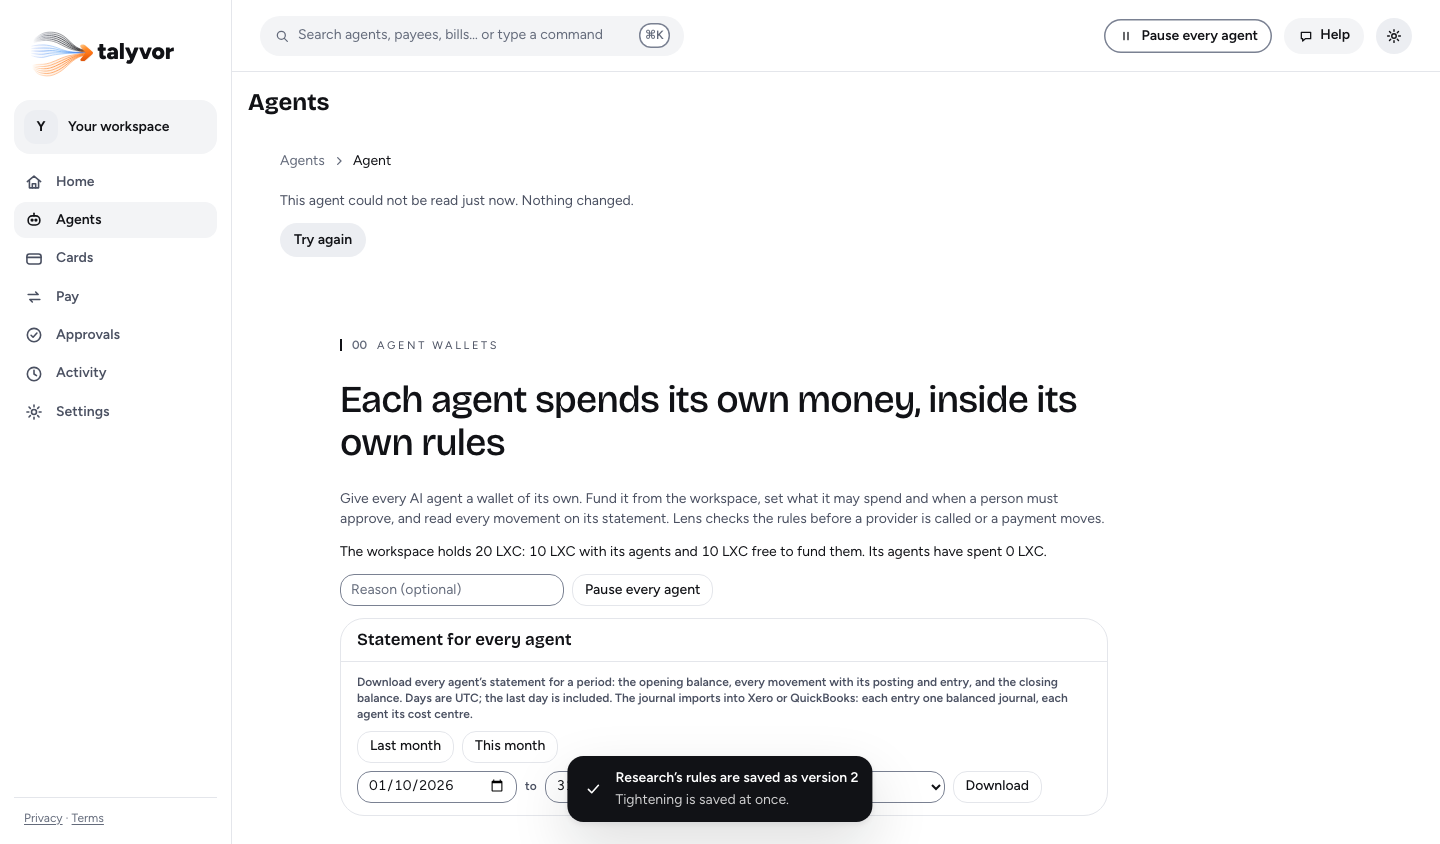 talyvor
Search agents, payees, bills... or type a command
⌘K
Pause every agent
Help
Y
Your workspace
Home
Agents
Cards
Pay
Approvals
Activity
Settings
Privacy · Terms
Agents
Agents > Agent
This agent could not be read just now. Nothing changed.
Try again
00 AGENT WALLETS
Each agent spends its own money, inside its
own rules
Give every AI agent a wallet of its own. Fund it from the workspace, set what it may spend and when a person must
approve, and read every movement on its statement. Lens checks the rules before a provider is called or a payment moves.
The workspace holds 20 LXC: 10 LXC with its agents and 10 LXC free to fund them. Its agents have spent 0 LXC.
Reason (optional)
Pause every agent
Statement for every agent
Download every agent's statement for a period: the opening balance, every movement with its posting and entry, and the closing
balance. Days are UTC; the last day is included. The journal imports into Xero or QuickBooks: each entry one balanced journal, each
agent its cost centre.
Last month
This month
01/10/2026
to
Download
Research's rules are saved as version 2
Tightening is saved at once.